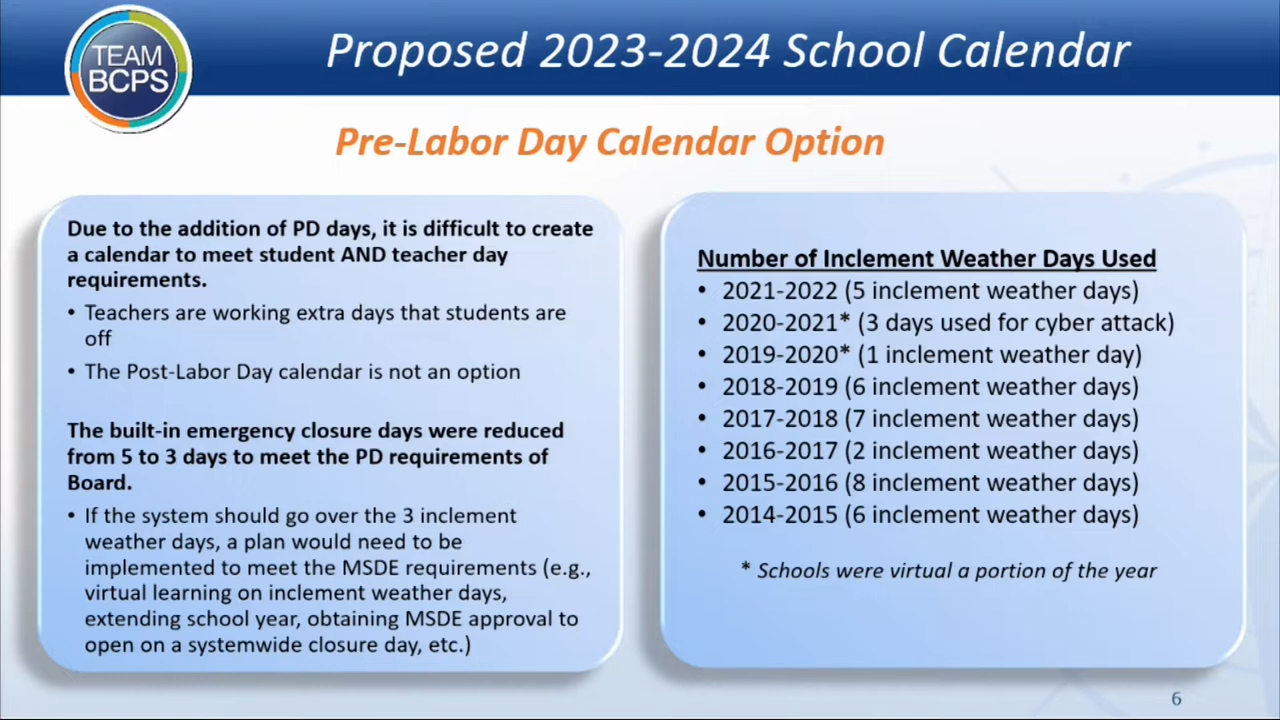 TEAM
BCPS
Proposed 2023-2024 School Calendar
Pre-Labor Day Calendar Option
Due to the addition of PD days, it is difficult to create
a calendar to meet student AND teacher day
requirements.
• Teachers are working extra days that students are
off
• The Post-Labor Day calendar is not an option
The built-in emergency closure days were reduced
from 5 to 3 days to meet the PD requirements of
Board.
• If the system should go over the 3 inclement
weather days, a plan would need to be
implemented to meet the MSDE requirements (e.g.,
virtual learning on inclement weather days,
extending school year, obtaining MSDE approval to
open on a systemwide closure day, etc.)
Number of Inclement Weather Days Used
• 2021-2022 (5 inclement weather days)
• 2020-2021* (3 days used for cyber attack)
• 2019-2020* (1 inclement weather day)
• 2018-2019 (6 inclement weather days)
• 2017-2018 (7 inclement weather days)
• 2016-2017 (2 inclement weather days)
• 2015-2016 (8 inclement weather days)
• 2014-2015 (6 inclement weather days)
* Schools were virtual a portion of the year
6